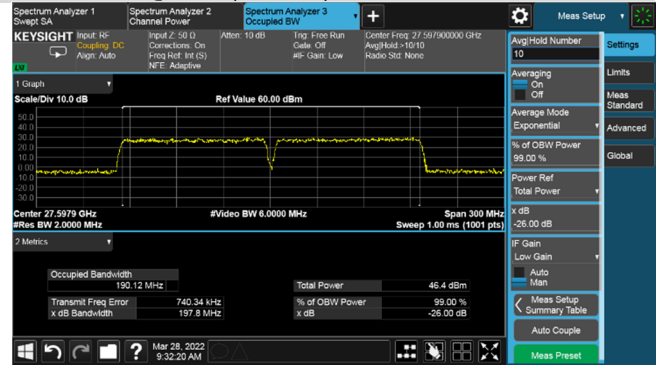 Spectrum Analyzer 1
Swept SA
Spectrum Analyzer 2
Channel Power
Spectrum Analyzer 3
Occupied BW
Meas Setup
KEYSIGHT
Input: RF
Coupling: DC
Align: Auto
Input Z: 50 Ω
Corrections: On
Freq Ref: Int (S)
NFE: Adaptive
Atten: 10 dB
Trig: Free Run
Gate: Off
#IF Gain: Low
Center Freq: 27.597900000 GHz
Avg|Hold:>10/10
Radio Std: None
1 Graph
Scale/Div 10.0 dB
Ref Value 60.00 dBm
50.0
40.0
30.0
20.0
10.0
0.00
-10.0
-20.0
-30.0
Center 27.5979 GHz
#Res BW 2.0000 MHz
#Video BW 6.0000 MHz
Span 300 MHz
Sweep 1.00 ms (1001 pts)
2 Metrics
Occupied Bandwidth
190.12 MHz
Transmit Freq Error 740.34 kHz
x dB Bandwidth 197.8 MHz
Total Power 46.4 dBm
% of OBW Power 99.00 %
x dB -26.00 dB
Mar 28, 2022
9:32:20 AM
Avg|Hold Number
10
Averaging
On
Off
Average Mode
Exponential
% of OBW Power
99.00 %
Power Ref
Total Power
x dB
-26.00 dB
IF Gain
Low Gain
Auto
Man
Meas Setup
Summary Table
Auto Couple
Meas Preset
Settings
Limits
Meas
Standard
Advanced
Global